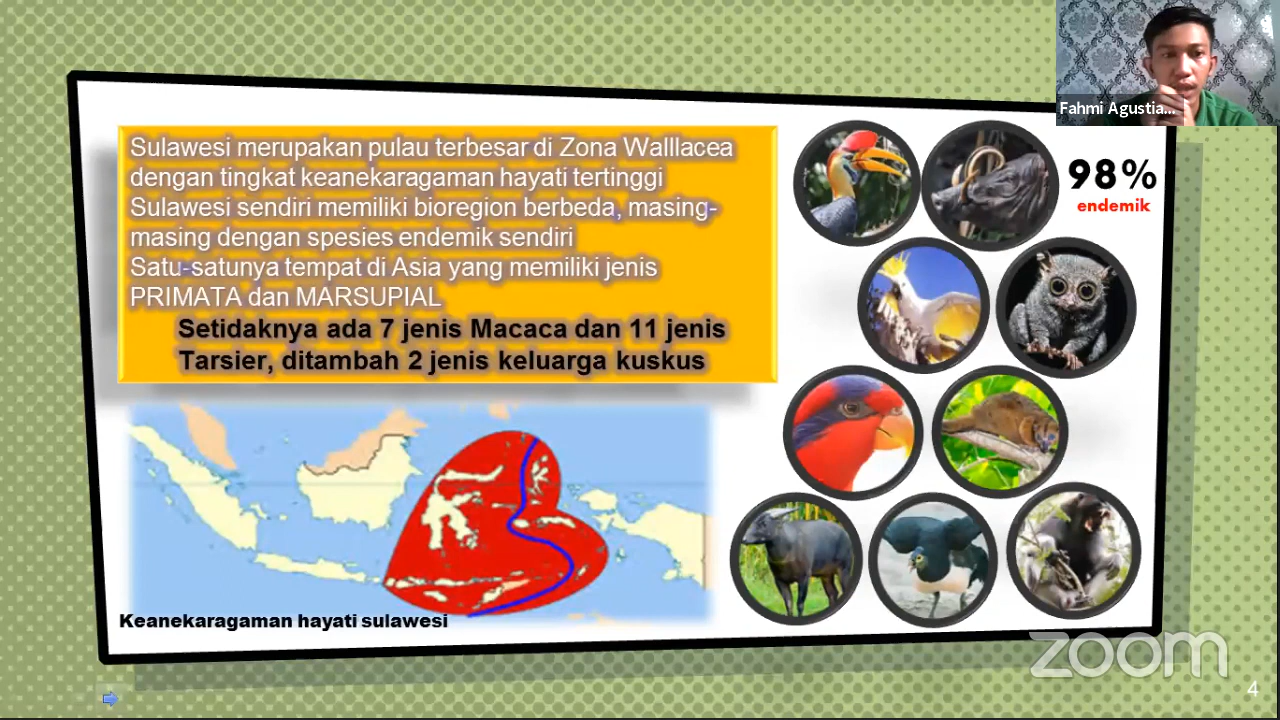 Fahmi Agustia...
Sulawesi merupakan pulau terbesar di Zona Walllacea
dengan tingkat keanekaragaman hayati tertinggi
Sulawesi sendiri memiliki bioregion berbeda, masing-
masing dengan spesies endemik sendiri
Satu-satunya tempat di Asia yang memiliki jenis
PRIMATA dan MARSUPIAL
Setidaknya ada 7 jenis Macaca dan 11 jenis
Tarsier, ditambah 2 jenis keluarga kuskus
98%
endemik
Keanekaragaman hayati sulawesi
zoom
4